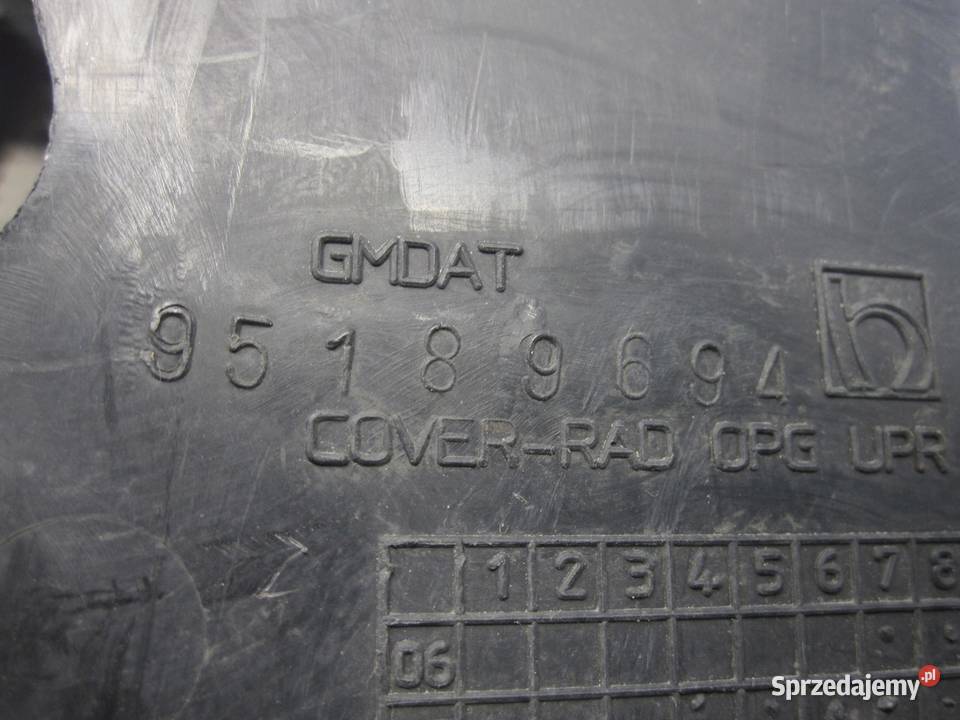 GMDAT
95189694
COVER-RAD OPG UPR
1 2 3 4 5 6 7 8
06
Sprzedajemy.pl